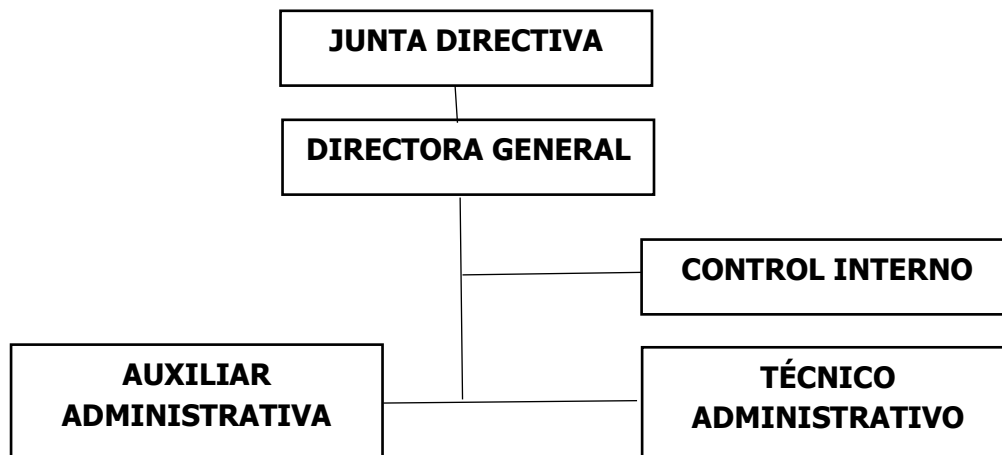 JUNTA DIRECTIVA
DIRECTORA GENERAL
CONTROL INTERNO
AUXILIAR
ADMINISTRATIVA
TÉCNICO
ADMINISTRATIVO